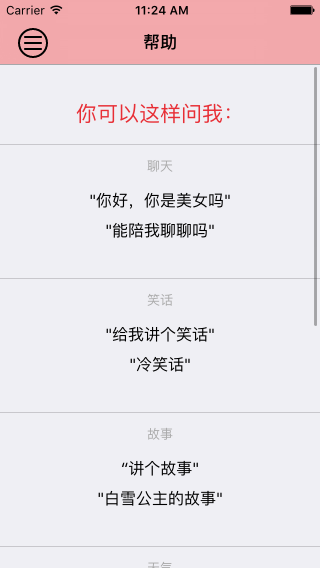 Carrier 11:24 AM
帮助
你可以这样问我：
聊天
"你好，你是美女吗"
"能陪我聊聊吗"
笑话
"给我讲个笑话"
"冷笑话"
故事
“讲个故事"
"白雪公主的故事"
天气